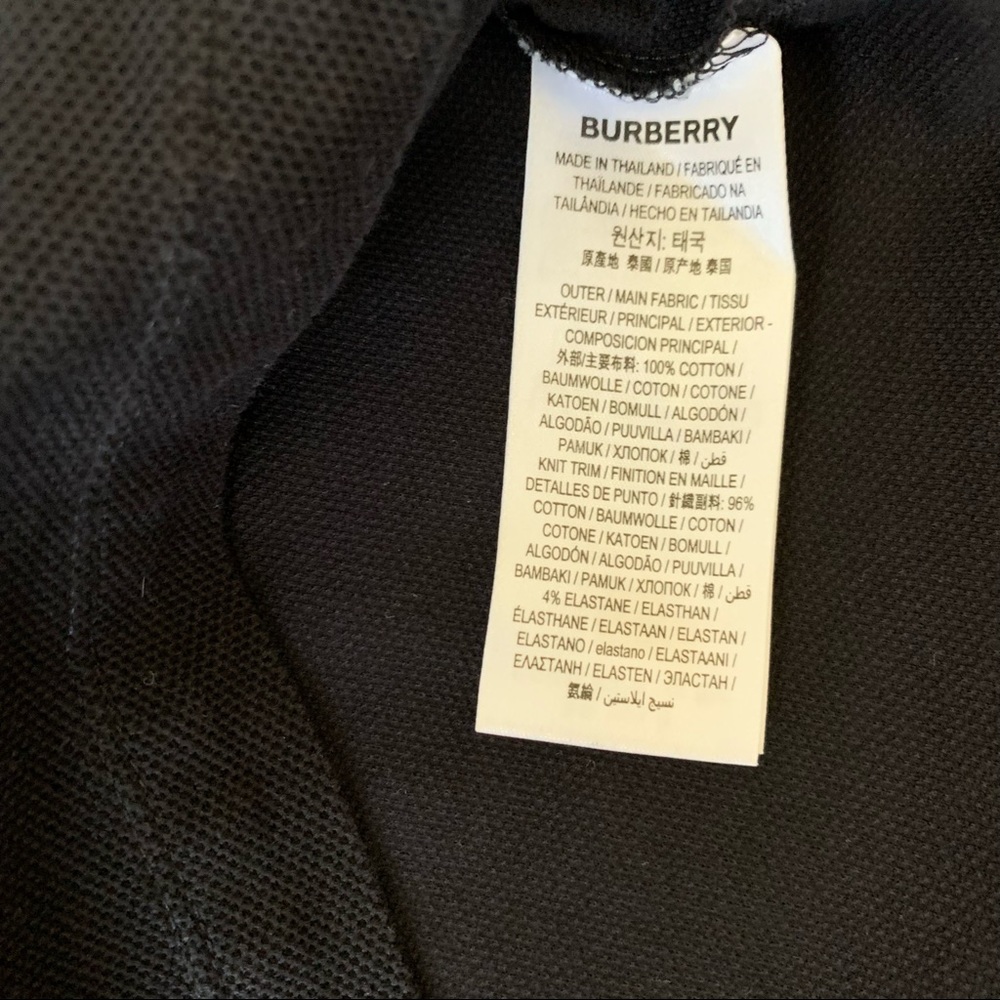 BURBERRY
MADE IN THAILAND / FABRIQUÉ EN
THAÏLANDE / FABRICADO NA
TAILÂNDIA / HECHO EN TAILANDIA
원산지: 태국
原產地 泰國 / 原产地 泰国
OUTER / MAIN FABRIC / TISSU
EXTÉRIEUR / PRINCIPAL / EXTERIOR -
COMPOSICION PRINCIPAL /
外部/主要布料: 100% COTTON /
BAUMWOLLE / COTON / COTONE /
KATOEN / BOMULL / ALGODÓN /
ALGODÃO / PUUVILLA / BAMBAKI /
PAMUK / ХЛОПОК / 棉 / قطن
KNIT TRIM / FINITION EN MAILLE /
DETALLES DE PUNTO / 針織副料: 96%
COTTON / BAUMWOLLE / COTON /
COTONE / KATOEN / BOMULL /
ALGODÓN / ALGODÃO / PUUVILLA /
BAMBAKI / PAMUK / ХЛОПОК / 棉 / قطن
4% ELASTANE / ELASTHAN /
ÉLASTHANE / ELASTAAN / ELASTAN /
ELASTANO / elastano / ELASTAANI /
ΕΛΑΣΤΑΝΗ / ELASTEN / ЭЛАСТАН /
氨綸 / نسيج ايلاستين